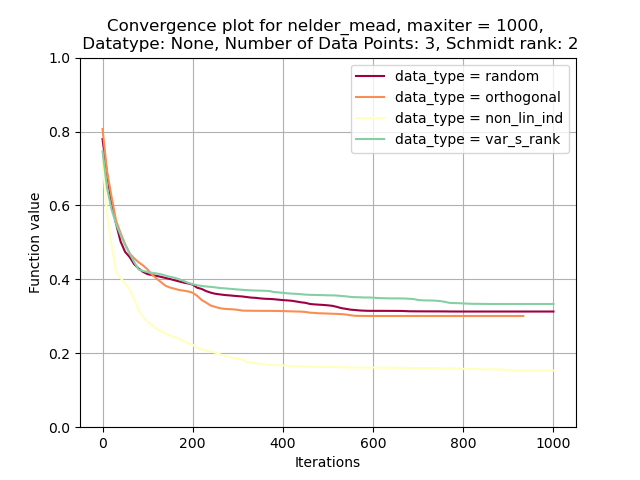 Convergence plot for nelder_mead, maxiter = 1000,
Datatype: None, Number of Data Points: 3, Schmidt rank: 2
1.0
0.8
0.6
0.4
0.2
0.0
Function value
data_type = random
data_type = orthogonal
data_type = non_lin_ind
data_type = var_s_rank
0 200 400 600 800 1000
Iterations